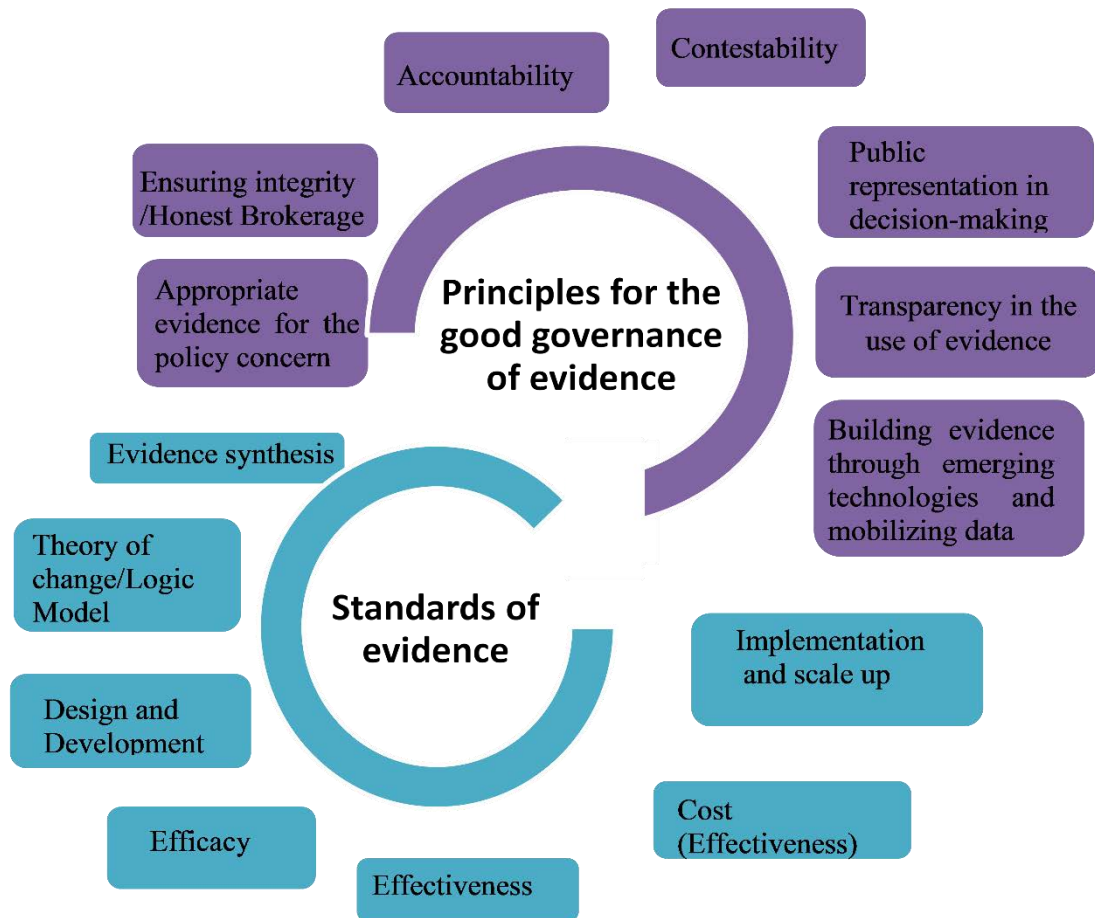 Contestability
Accountability
Public
representation in
decision-making
Ensuring integrity
/Honest Brokerage
Appropriate
evidence for the
policy concern
Principles for the
good governance
of evidence
Transparency in the
use of evidence
Building evidence
through emerging
technologies and
mobilizing data
Evidence synthesis
Theory of
change/Logic
Model
Standards of
evidence
Implementation
and scale up
Design and
Development
Cost
(Effectiveness)
Efficacy
Effectiveness